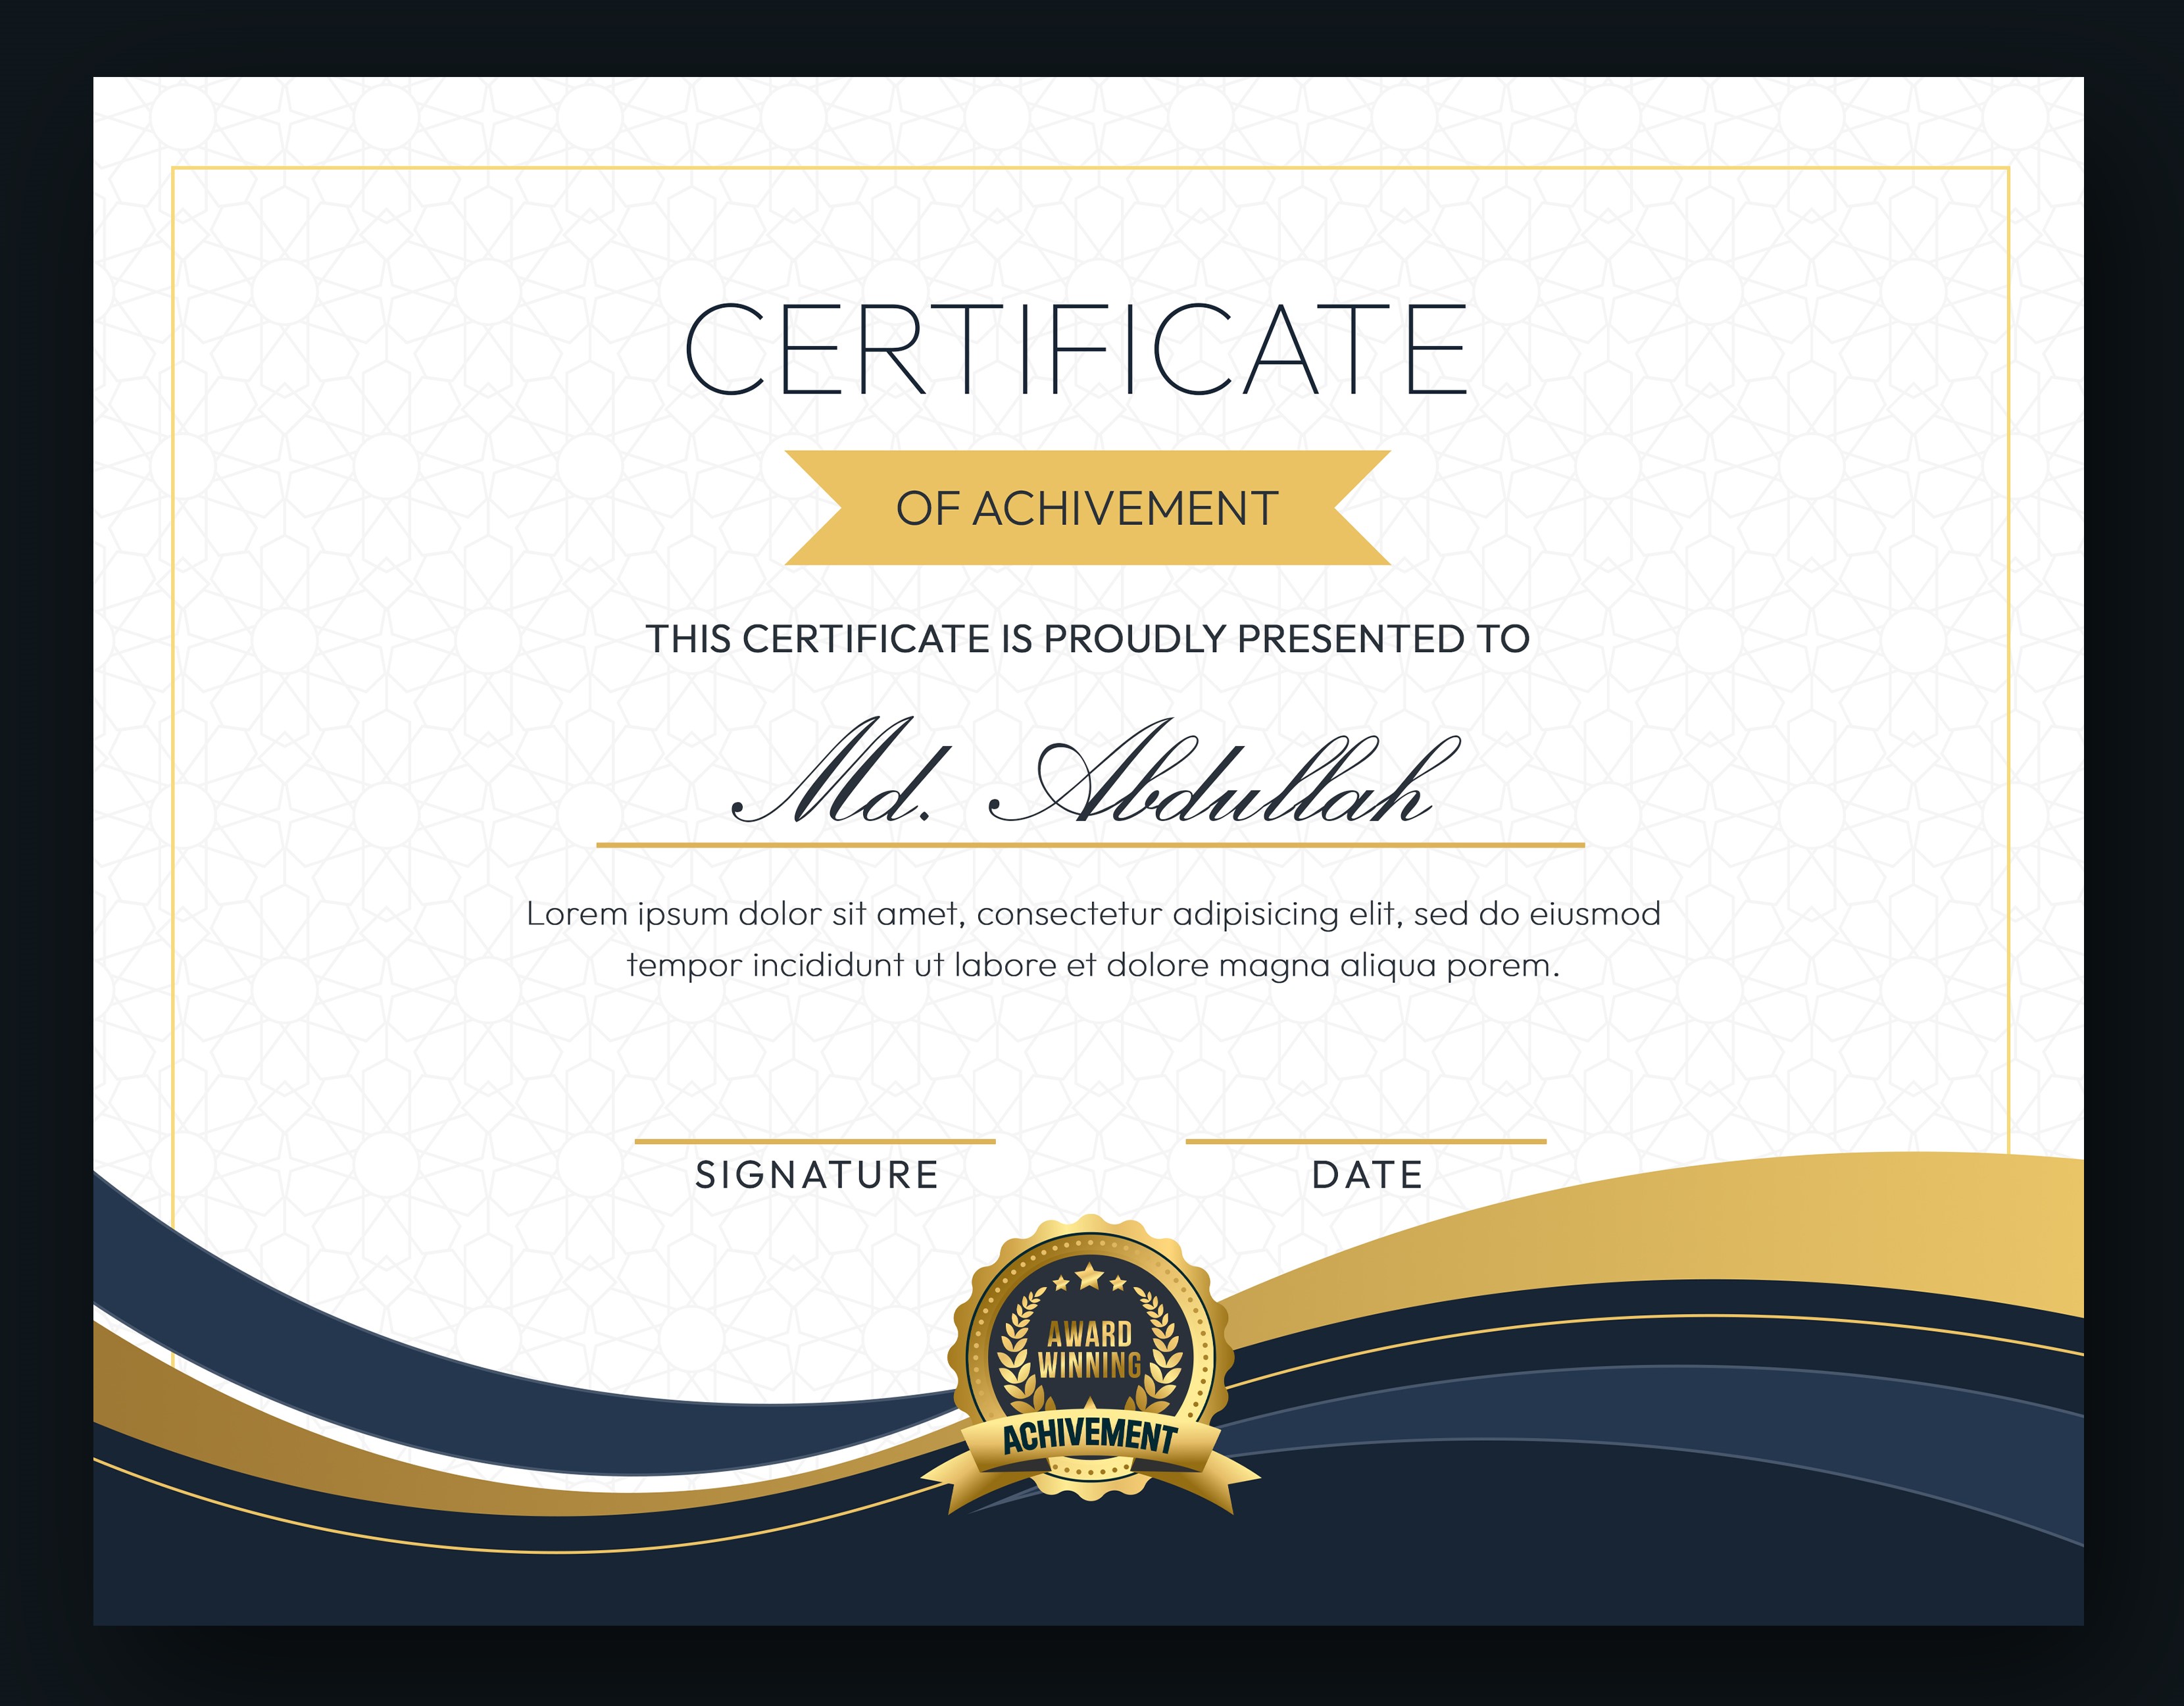 CERTIFICATE
OF ACHIVEMENT
THIS CERTIFICATE IS PROUDLY PRESENTED TO
Md. Abdullah
Lorem ipsum dolor sit amet, consectetur adipisicing elit, sed do eiusmod
tempor incididunt ut labore et dolore magna aliqua porem.
SIGNATURE
DATE
AWARD
WINNING
ACHIVEMENT